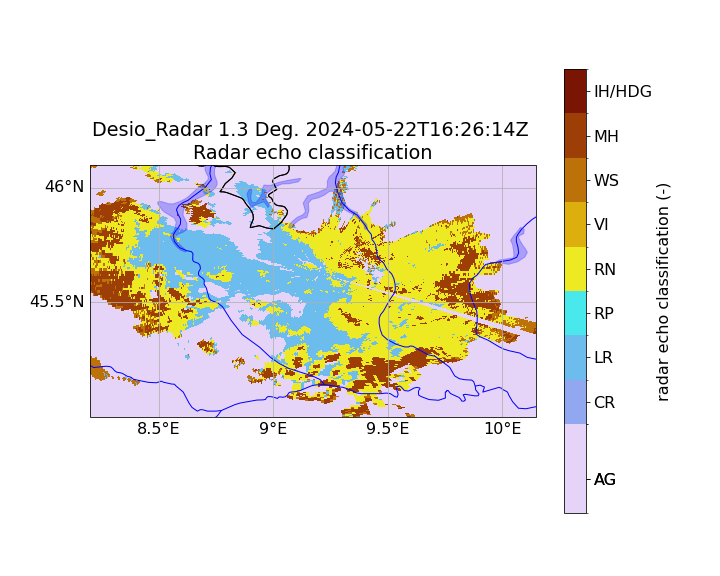 Desio_Radar 1.3 Deg. 2024-05-22T16:26:14Z
Radar echo classification
46°N
45.5°N
8.5°E
9°E
9.5°E
10°E
IH/HDG
MH
WS
VI
RN
RP
LR
CR
AG
radar echo classification (-)